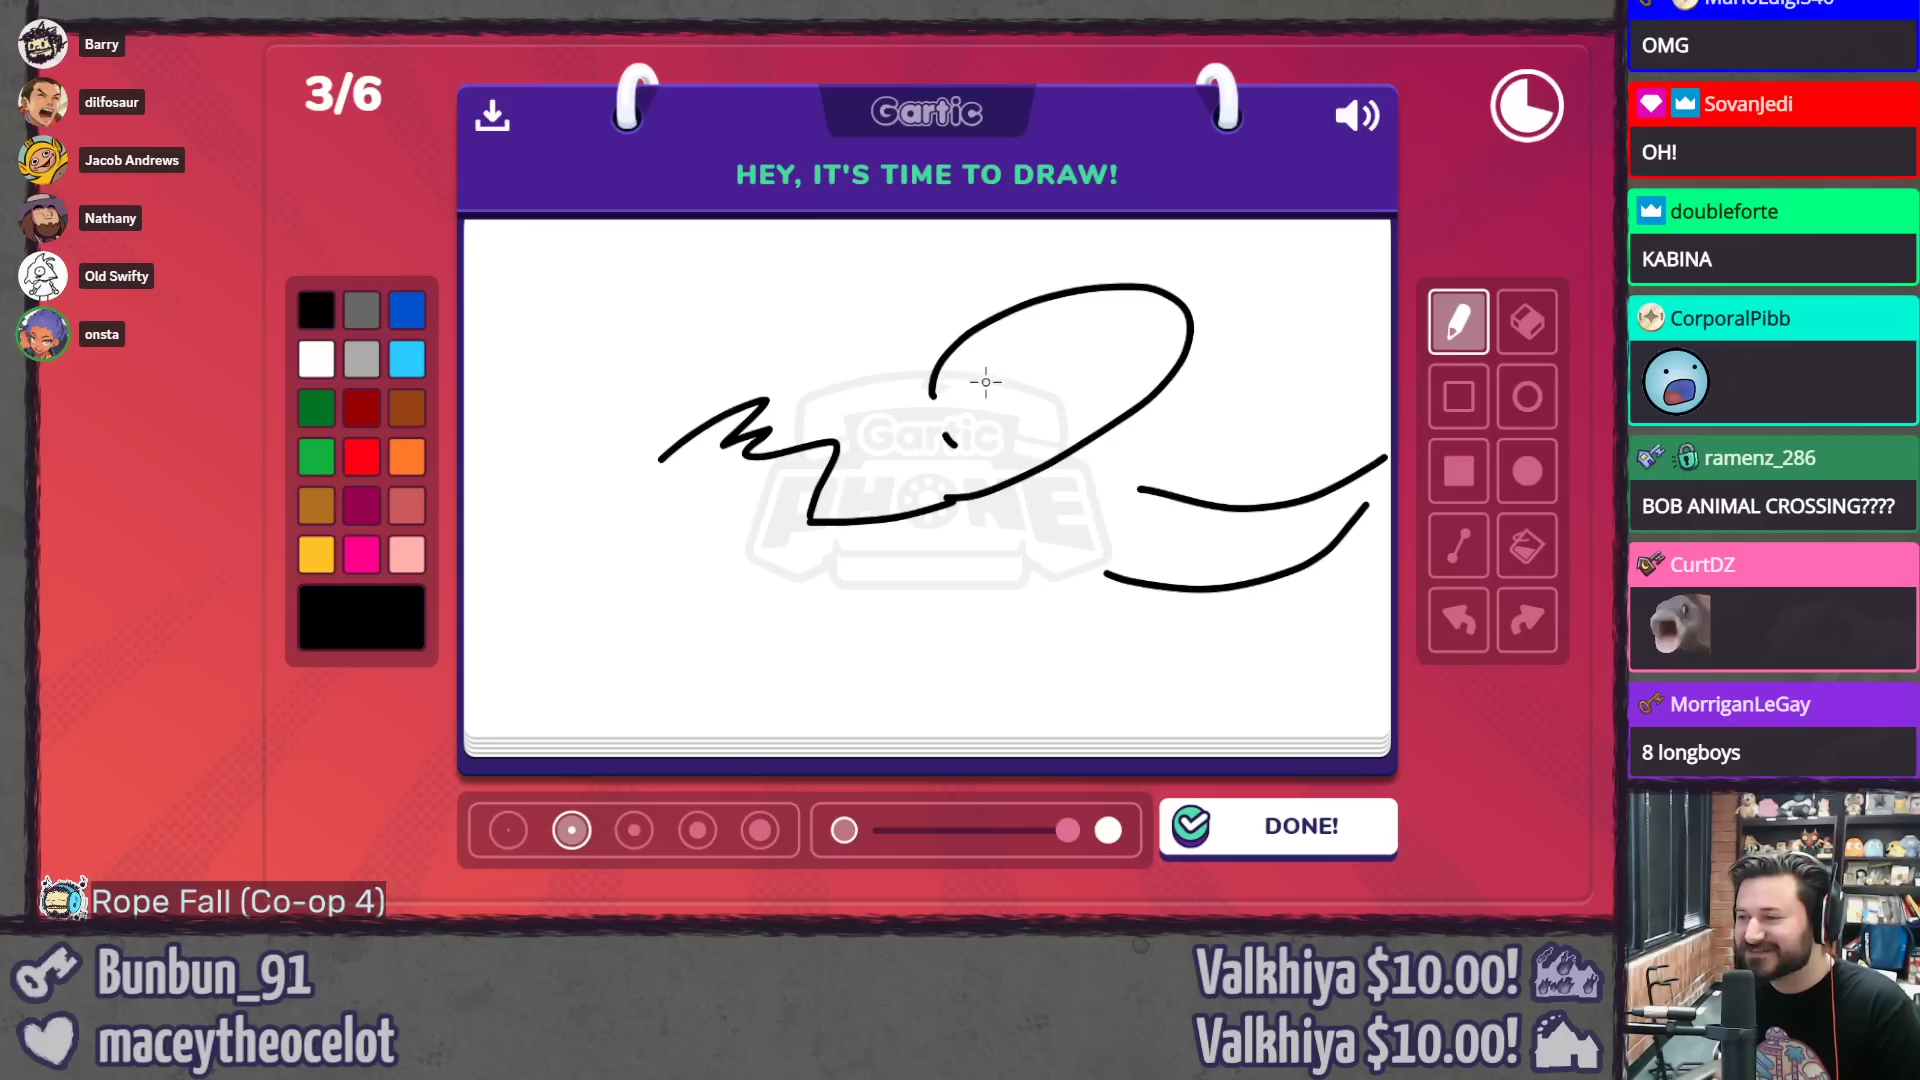 Barry
dilfosaur
Jacob Andrews
Nathany
Old Swifty
onsta
3/6
Gartic
HEY, IT'S TIME TO DRAW!
Gartic
PHONE
DONE!
Rope Fall (Co-op 4)
Bunbun_91
maceytheocelot
Valkhiya $10.00!
Valkhiya $10.00!
OMG
SovanJedi
OH!
doubleforte
KABINA
CorporalPibb
ramenz_286
BOB ANIMAL CROSSING????
CurtDZ
MorriganLeGay
8 longboys